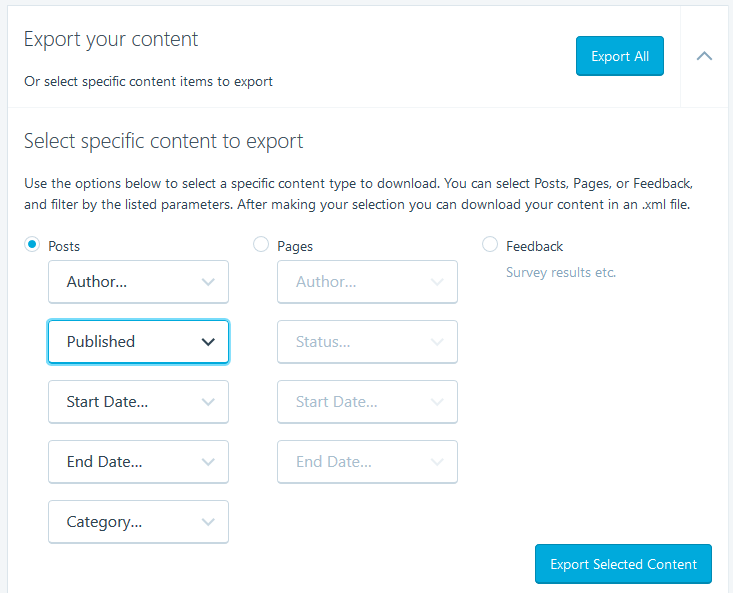 Export your content
Export All
Or select specific content items to export
Select specific content to export
Use the options below to select a specific content type to download. You can select Posts, Pages, or Feedback,
and filter by the listed parameters. After making your selection you can download your content in an .xml file.
Posts
Author...
Published
Start Date...
End Date...
Category...
Pages
Author...
Status...
Start Date...
End Date...
Feedback
Survey results etc.
Export Selected Content